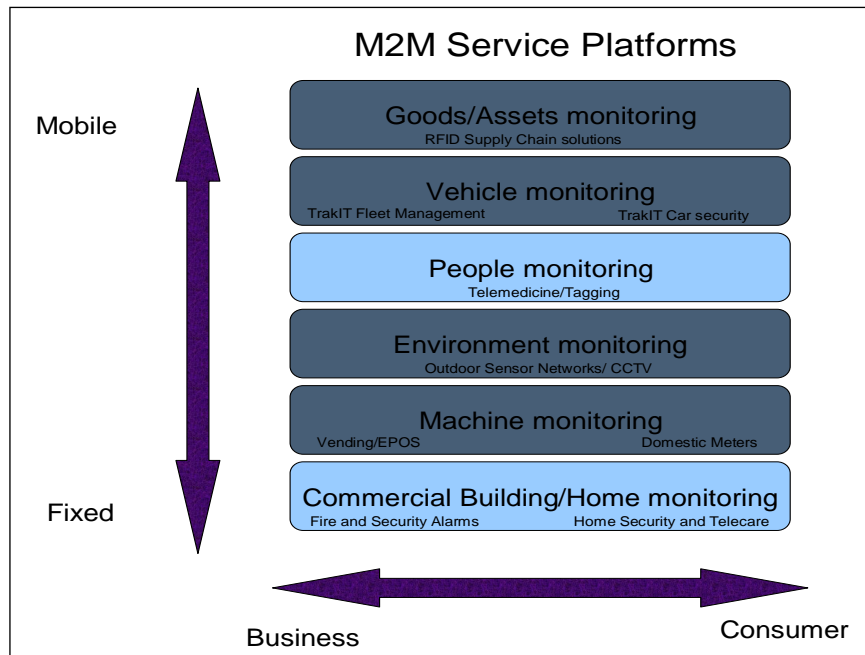 M2M Service Platforms
Mobile
Goods/Assets monitoring
RFID Supply Chain solutions
Vehicle monitoring
TrakIT Fleet Management TrakIT Car security
People monitoring
Telemedicine/Tagging
Environment monitoring
Outdoor Sensor Networks/ CCTV
Machine monitoring
Vending/EPOS Domestic Meters
Fixed
Commercial Building/Home monitoring
Fire and Security Alarms Home Security and Telecare
Business Consumer